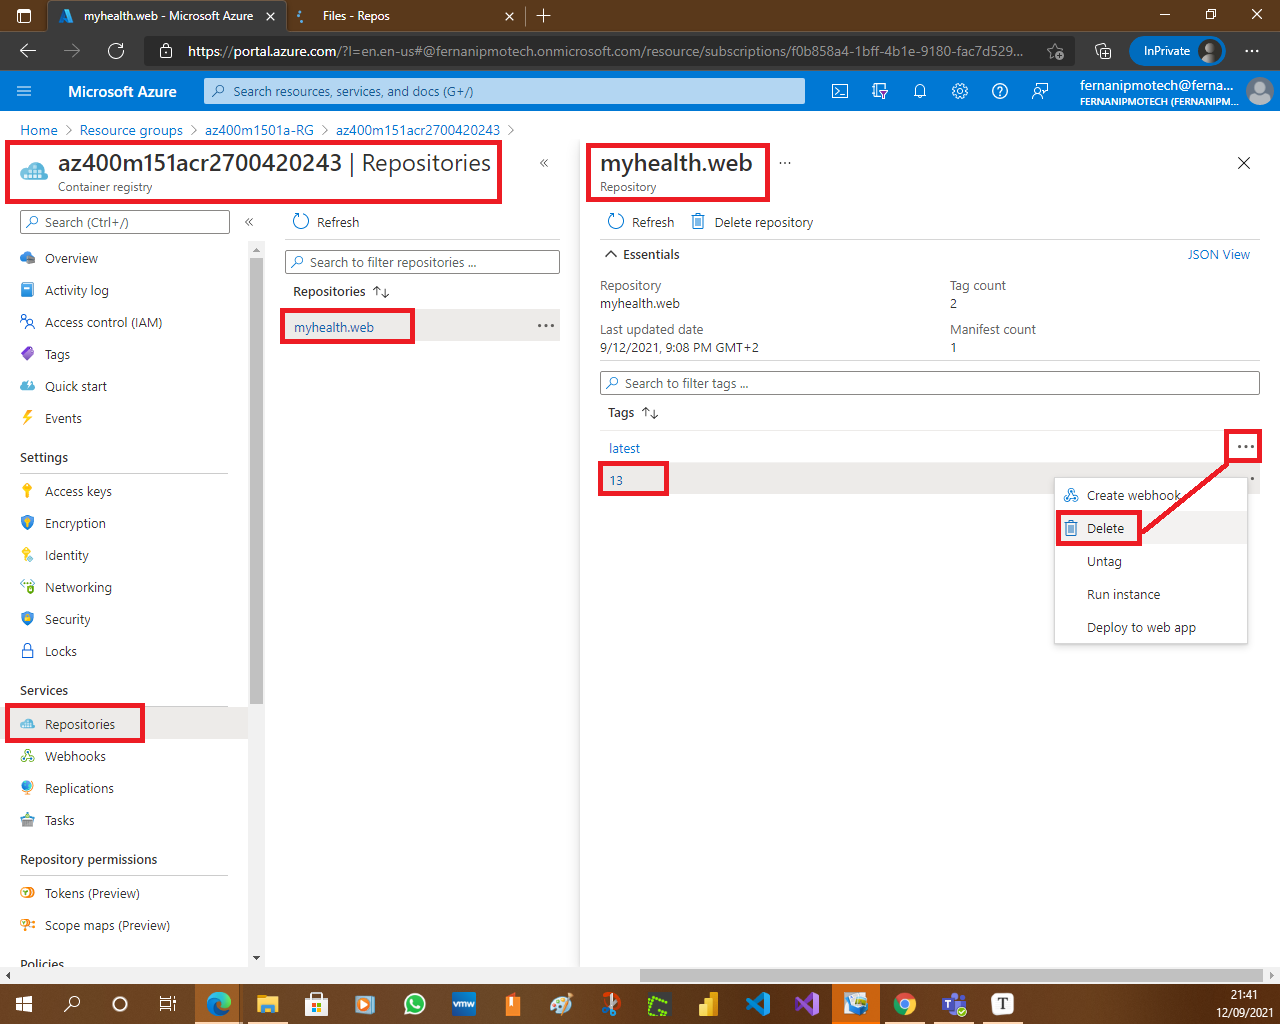 myhealth.web - Microsoft Azure
Files - Repos
https://portal.azure.com/?l=en.en-us#@fernanipmotech.onmicrosoft.com/resource/subscriptions/f0b858a4-1bff-4b1e-9180-fac7d529...
InPrivate
Microsoft Azure
Search resources, services, and docs (G+/)
fernanipmotech@ferna...
FERNANIPMOTECH (FERNANIPM...
Home > Resource groups > az400m1501a-RG > az400m151acr2700420243 >
az400m151acr2700420243 | Repositories
Container registry
Search (Ctrl+/)
Overview
Activity log
Access control (IAM)
Tags
Quick start
Events
Settings
Access keys
Encryption
Identity
Networking
Security
Locks
Services
Repositories
Webhooks
Replications
Tasks
Repository permissions
Tokens (Preview)
Scope maps (Preview)
Policies
Refresh
Search to filter repositories ...
Repositories
myhealth.web
myhealth.web ...
Repository
Refresh
Delete repository
Essentials
JSON View
Repository
myhealth.web
Tag count
2
Last updated date
9/12/2021, 9:08 PM GMT+2
Manifest count
1
Search to filter tags ...
Tags
latest
13
Create webhook
Delete
Untag
Run instance
Deploy to web app
vmw
T
21:41
12/09/2021